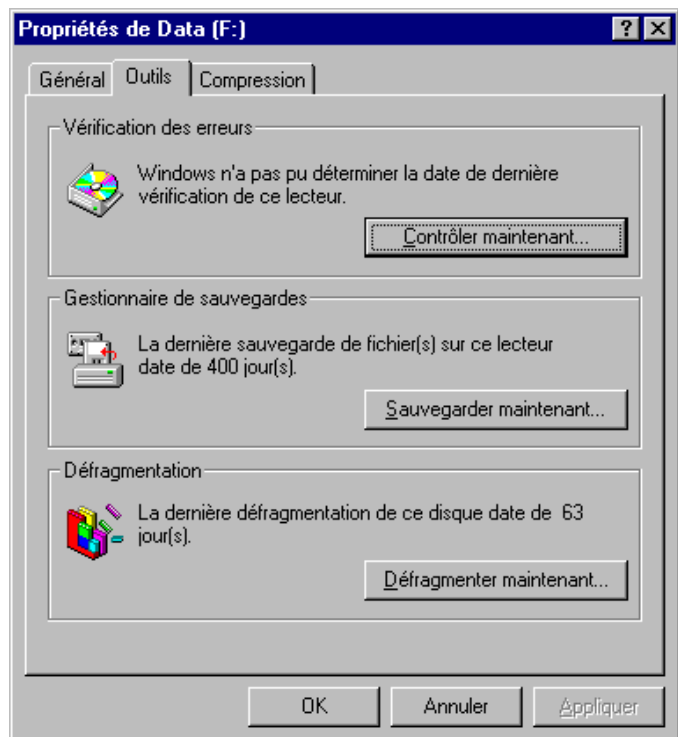 Propriétés de Data (F:)
Général Outils Compression
Vérification des erreurs
Windows n'a pas pu déterminer la date de dernière
vérification de ce lecteur.
Contrôler maintenant...
Gestionnaire de sauvegardes
La dernière sauvegarde de fichier(s) sur ce lecteur
date de 400 jour(s).
Sauvegarder maintenant...
Défragmentation
La dernière défragmentation de ce disque date de 63
jour(s).
Défragmenter maintenant...
OK Annuler Appliquer